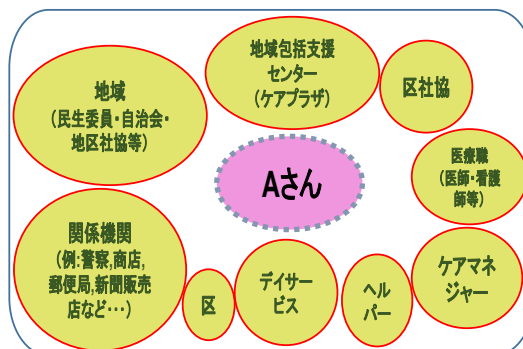 地域包括支援
センター
(ケアプラザ)
区社協
地域
(民生委員・自治会・
地区社協等)
医療職
(医師・看護
師等)
Aさん
関係機関
(例:警察,商店,
郵便局,新聞販売
店など…)
区
デイサー
ビス
ヘル
パー
ケアマネ
ジャー